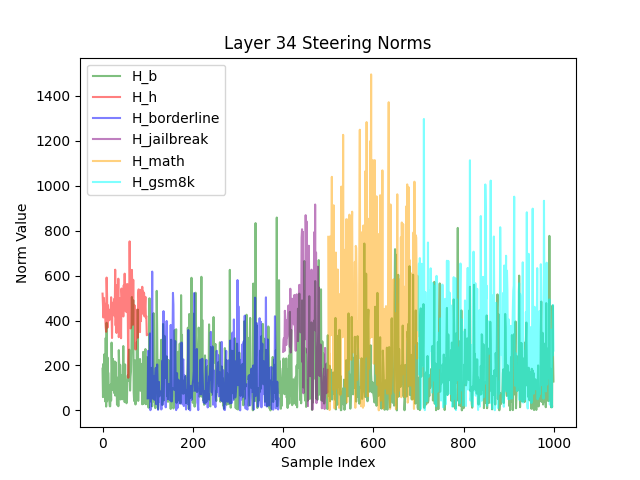 Layer 34 Steering Norms
H_b
H_h
H_borderline
H_jailbreak
H_math
H_gsm8k
Norm Value
1400
1200
1000
800
600
400
200
0
0 200 400 600 800 1000
Sample Index